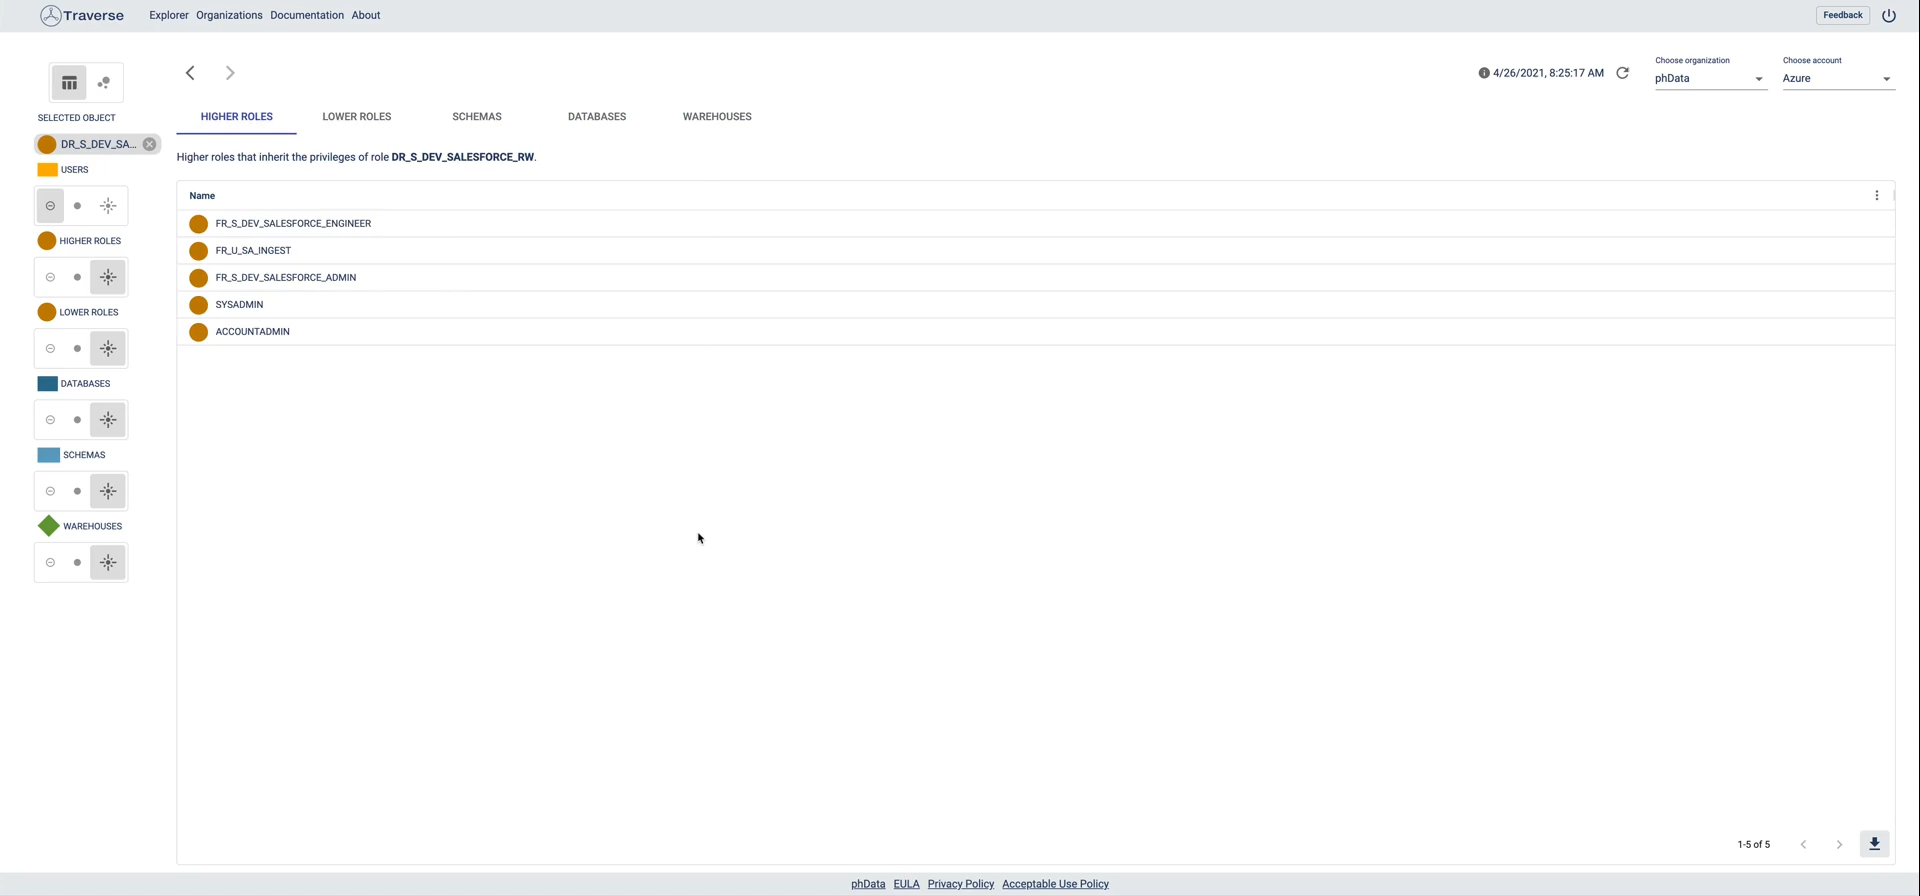 Traverse Explorer Organizations Documentation About Feedback
4/26/2021, 8:25:17 AM
Choose organization
phData
Choose account
Azure
SELECTED OBJECT
DR_S_DEV_SA...
USERS
HIGHER ROLES
LOWER ROLES
DATABASES
SCHEMAS
WAREHOUSES
HIGHER ROLES LOWER ROLES SCHEMAS DATABASES WAREHOUSES
Higher roles that inherit the privileges of role DR_S_DEV_SALESFORCE_RW.
Name
FR_S_DEV_SALESFORCE_ENGINEER
FR_U_SA_INGEST
FR_S_DEV_SALESFORCE_ADMIN
SYSADMIN
ACCOUNTADMIN
1-5 of 5
phData EULA Privacy Policy Acceptable Use Policy